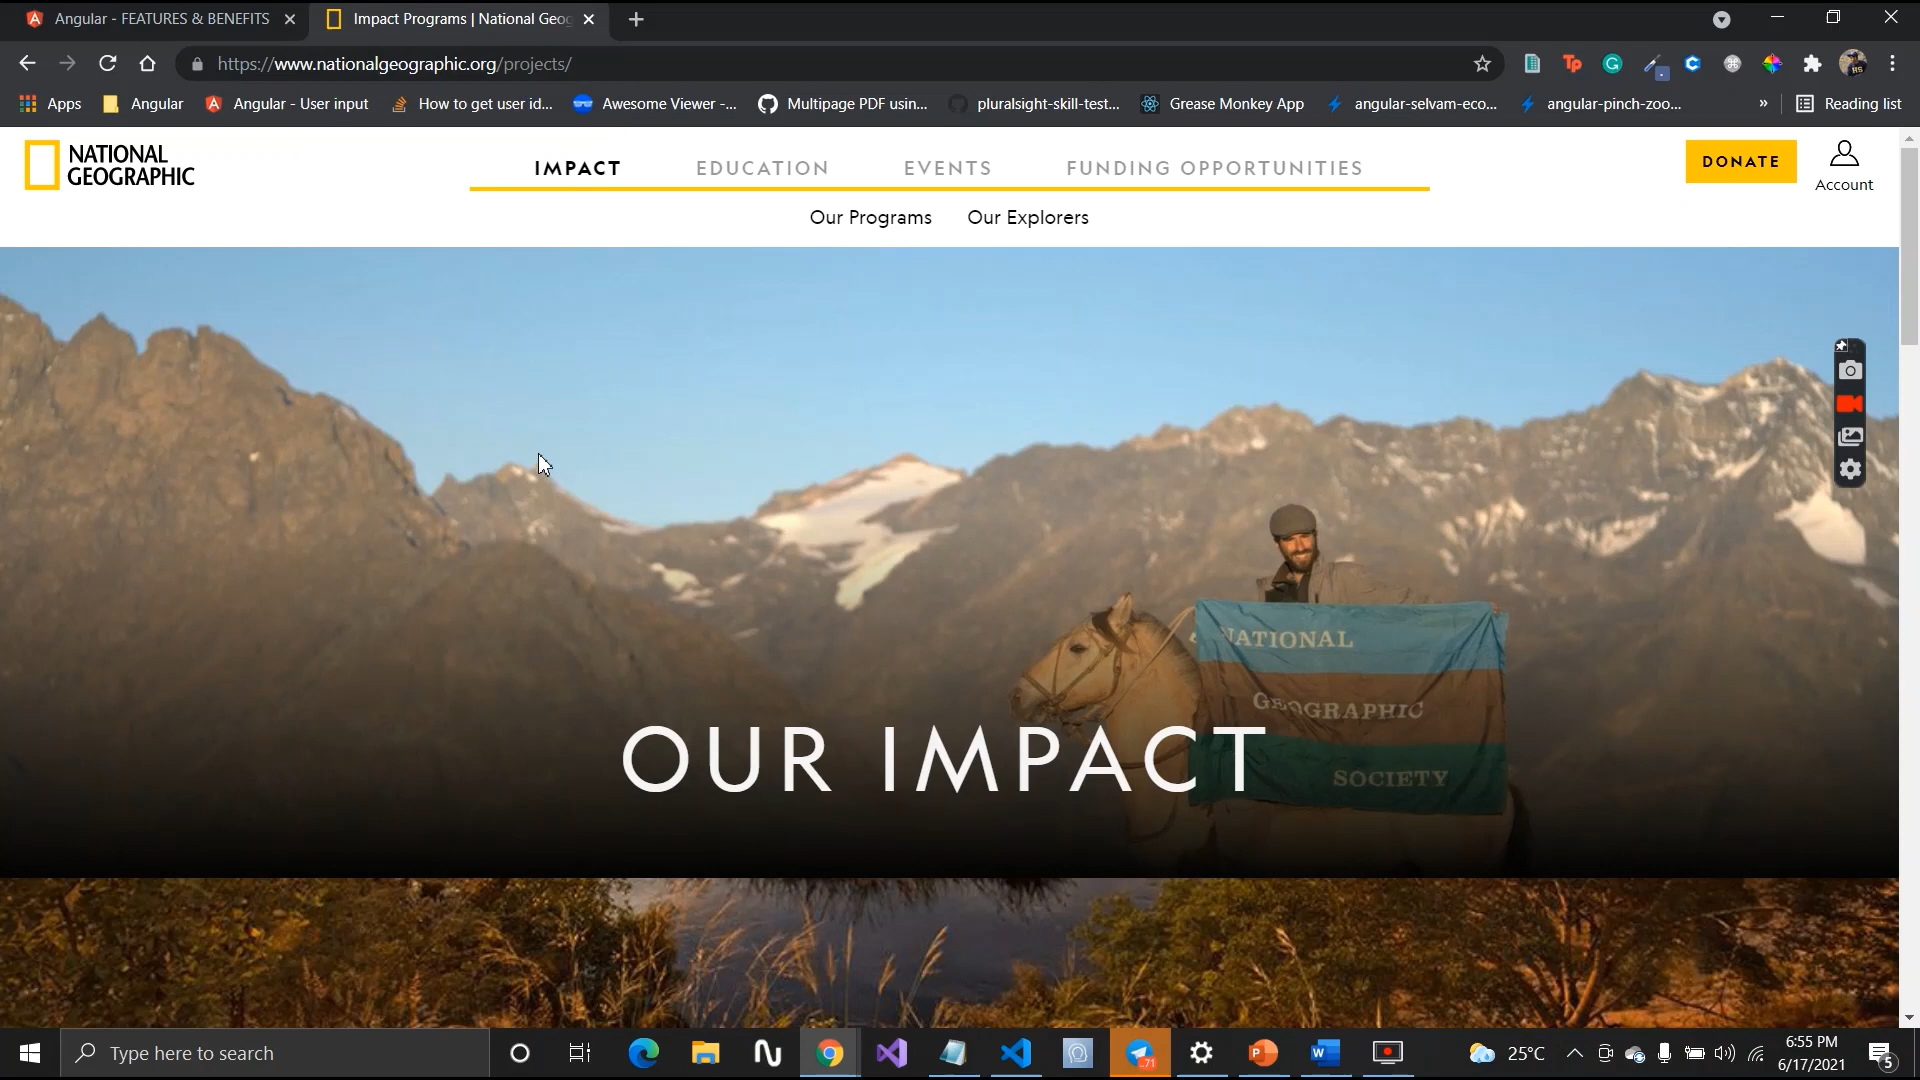 Angular - FEATURES & BENEFITS
Impact Programs | National Geog
https://www.nationalgeographic.org/projects/
Apps
Angular
Angular - User input
How to get user id...
Awesome Viewer -...
Multipage PDF usin...
pluralsight-skill-test...
Grease Monkey App
angular-selvam-eco...
angular-pinch-zoo...
»
Reading list
NATIONAL
GEOGRAPHIC
IMPACT
EDUCATION
EVENTS
FUNDING OPPORTUNITIES
DONATE
Account
Our Programs
Our Explorers
NATIONAL
GEOGRAPHIC
SOCIETY
OUR IMPACT
Type here to search
71
25°C
6:55 PM
6/17/2021
5